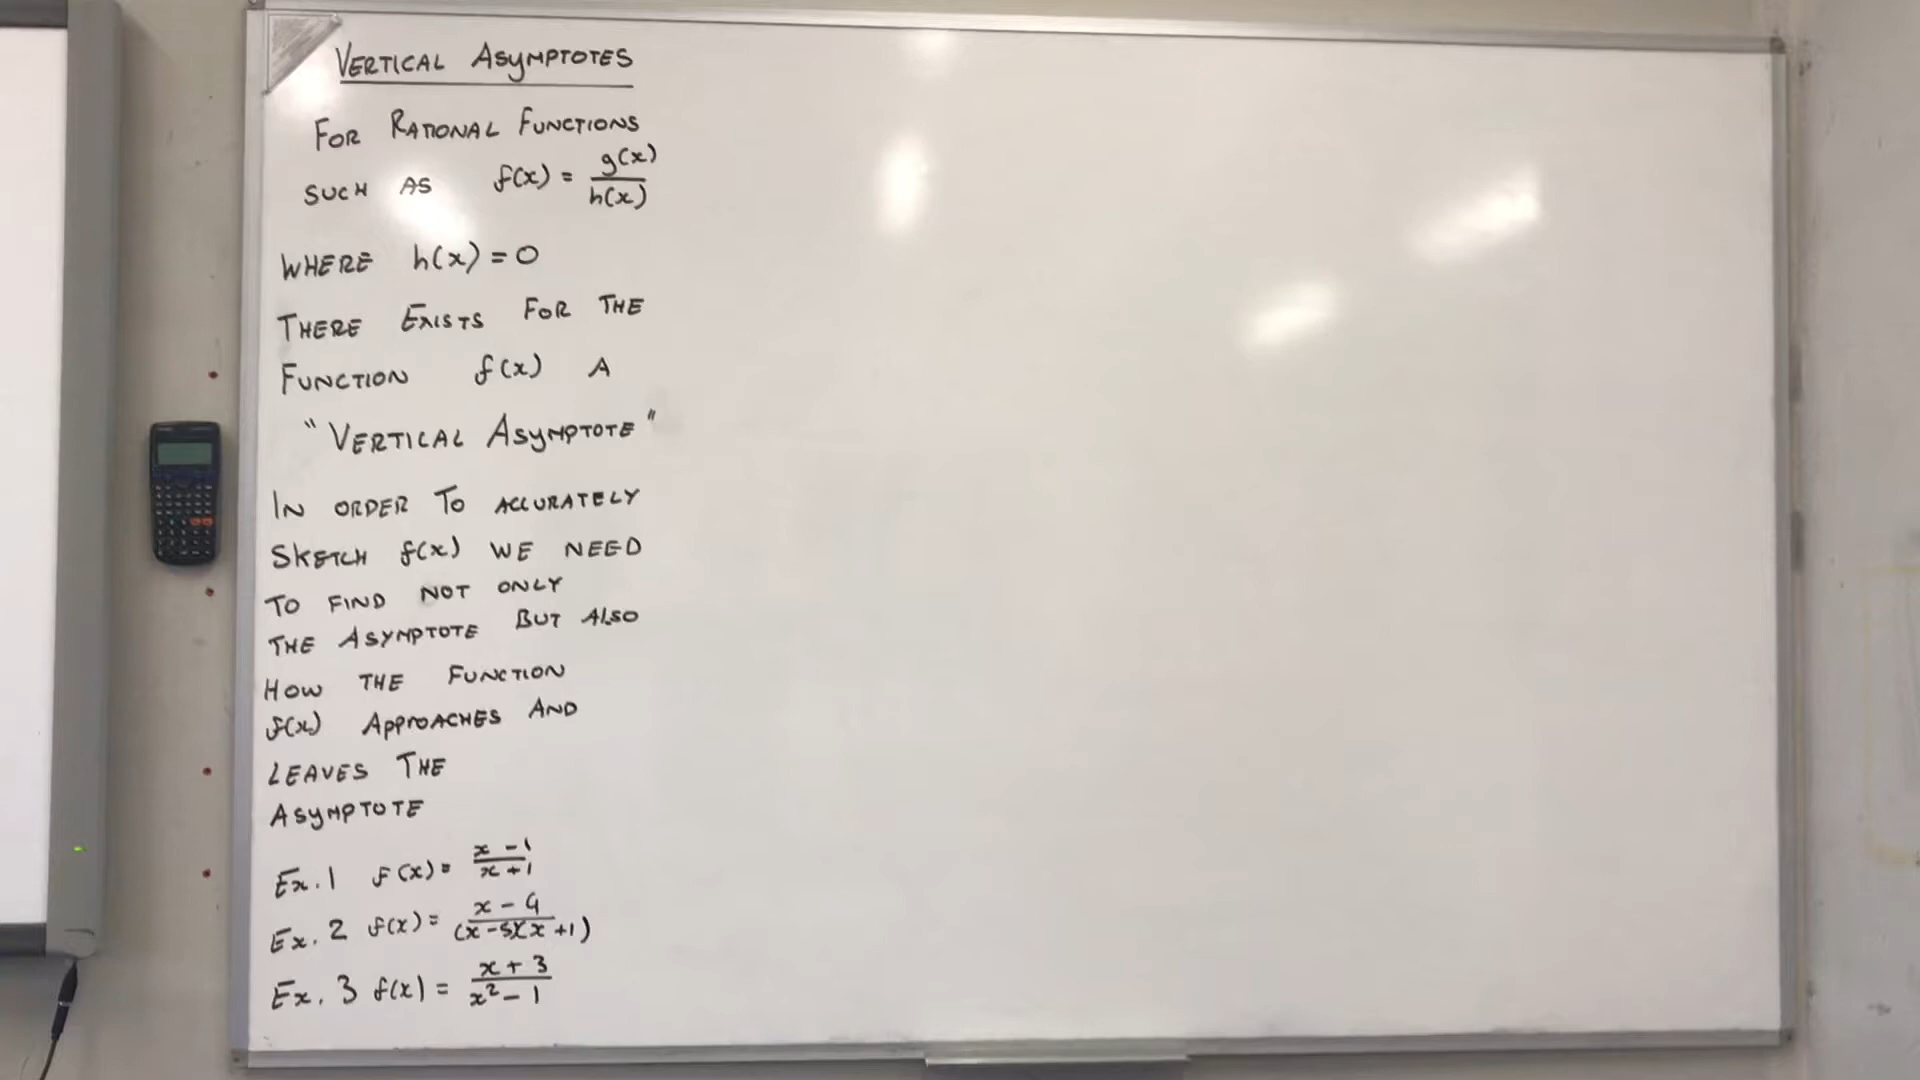 VERTICAL ASYMPTOTES
FOR RATIONAL FUNCTIONS
SUCH AS f(x) = g(x)/h(x)
WHERE h(x) = 0
THERE EXISTS FOR THE
FUNCTION f(x) A
"VERTICAL ASYMPTOTE"
IN ORDER TO ACCURATELY
SKETCH f(x) WE NEED
TO FIND NOT ONLY
THE ASYMPTOTE BUT ALSO
HOW THE FUNCTION
f(x) APPROACHES AND
LEAVES THE
ASYMPTOTE
Ex. 1 f(x) = (x - 1)/(x + 1)
Ex. 2 f(x) = (x - 4)/((x - 5)(x + 1))
Ex. 3 f(x) = (x + 3)/(x² - 1)